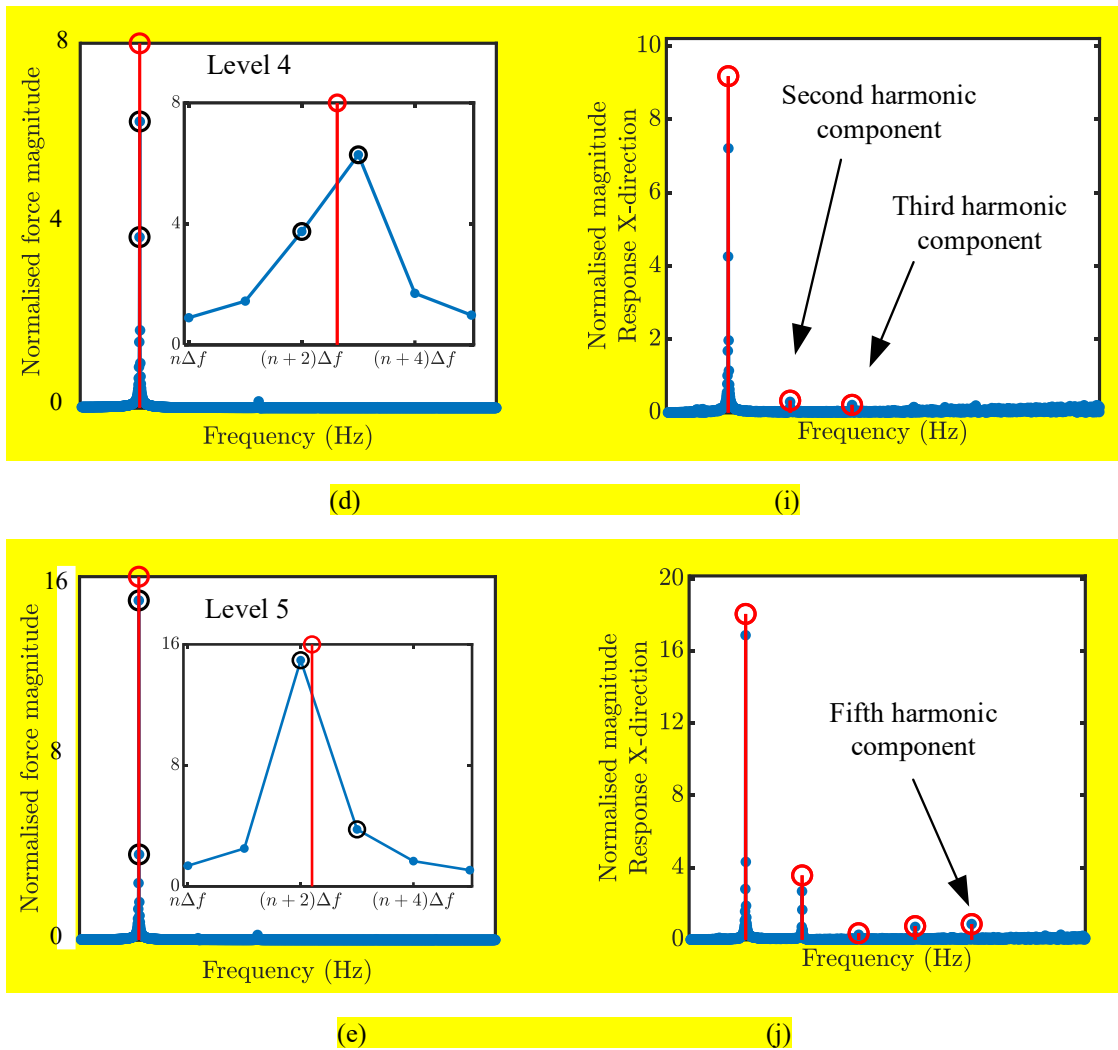 Normalised force magnitude
8
4
0
Level 4
8
4
0
nΔf
(n + 2)Δf
(n + 4)Δf
Frequency (Hz)
Normalised magnitude
Response X-direction
10
8
6
4
2
0
Second harmonic
component
Third harmonic
component
Frequency (Hz)
(d)
(i)
Normalised force magnitude
16
8
0
Level 5
16
8
0
nΔf
(n + 2)Δf
(n + 4)Δf
Frequency (Hz)
Normalised magnitude
Response X-direction
20
16
12
8
4
0
Fifth harmonic
component
Frequency (Hz)
(e)
(j)